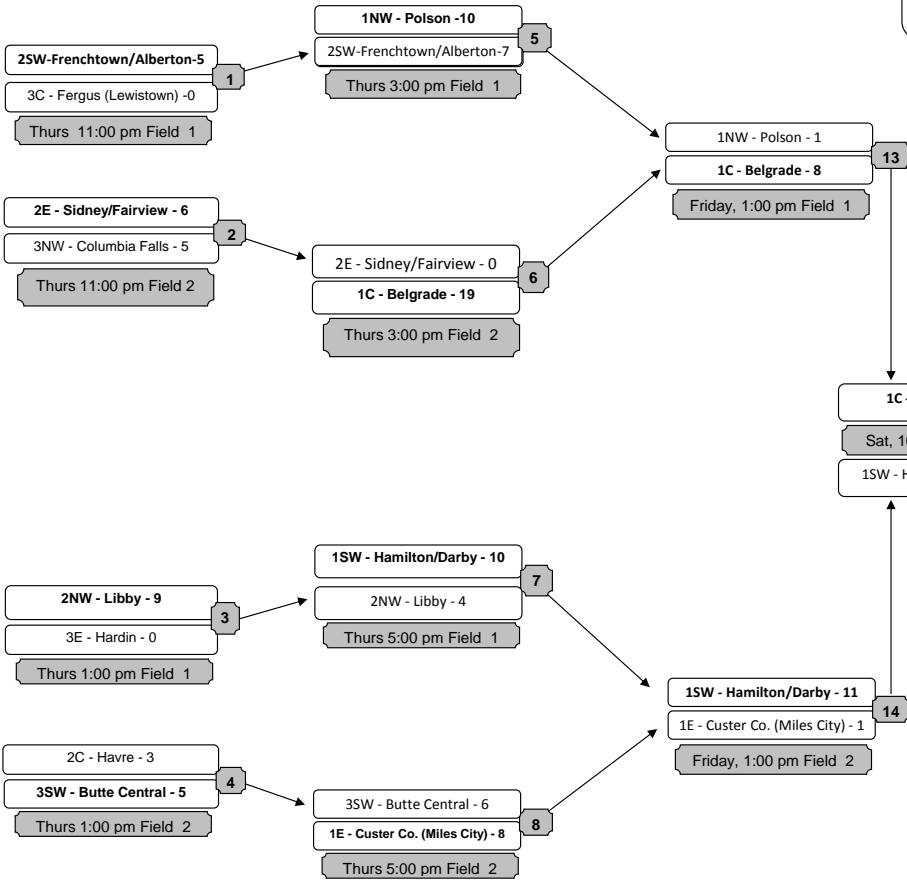 1NW - Polson -10
2SW-Frenchtown/Alberton-7
5
Thurs 3:00 pm Field 1
2SW-Frenchtown/Alberton-5
3C - Fergus (Lewistown) -0
1
Thurs 11:00 pm Field 1
1NW - Polson - 1
1C - Belgrade - 8
13
Friday, 1:00 pm Field 1
2E - Sidney/Fairview - 6
3NW - Columbia Falls - 5
2
Thurs 11:00 pm Field 2
2E - Sidney/Fairview - 0
1C - Belgrade - 19
6
Thurs 3:00 pm Field 2
1C -
Sat, 1
1SW - H
1SW - Hamilton/Darby - 10
2NW - Libby - 4
7
Thurs 5:00 pm Field 1
2NW - Libby - 9
3E - Hardin - 0
3
Thurs 1:00 pm Field 1
1SW - Hamilton/Darby - 11
1E - Custer Co. (Miles City) - 1
14
Friday, 1:00 pm Field 2
2C - Havre - 3
3SW - Butte Central - 5
4
Thurs 1:00 pm Field 2
3SW - Butte Central - 6
1E - Custer Co. (Miles City) - 8
8
Thurs 5:00 pm Field 2